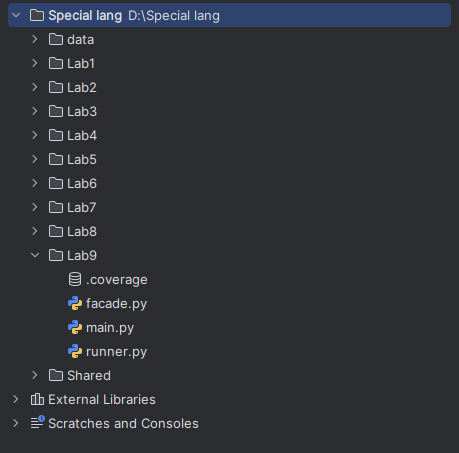 Special lang D:\Special lang
data
Lab1
Lab2
Lab3
Lab4
Lab5
Lab6
Lab7
Lab8
Lab9
.coverage
facade.py
main.py
runner.py
Shared
External Libraries
Scratches and Consoles